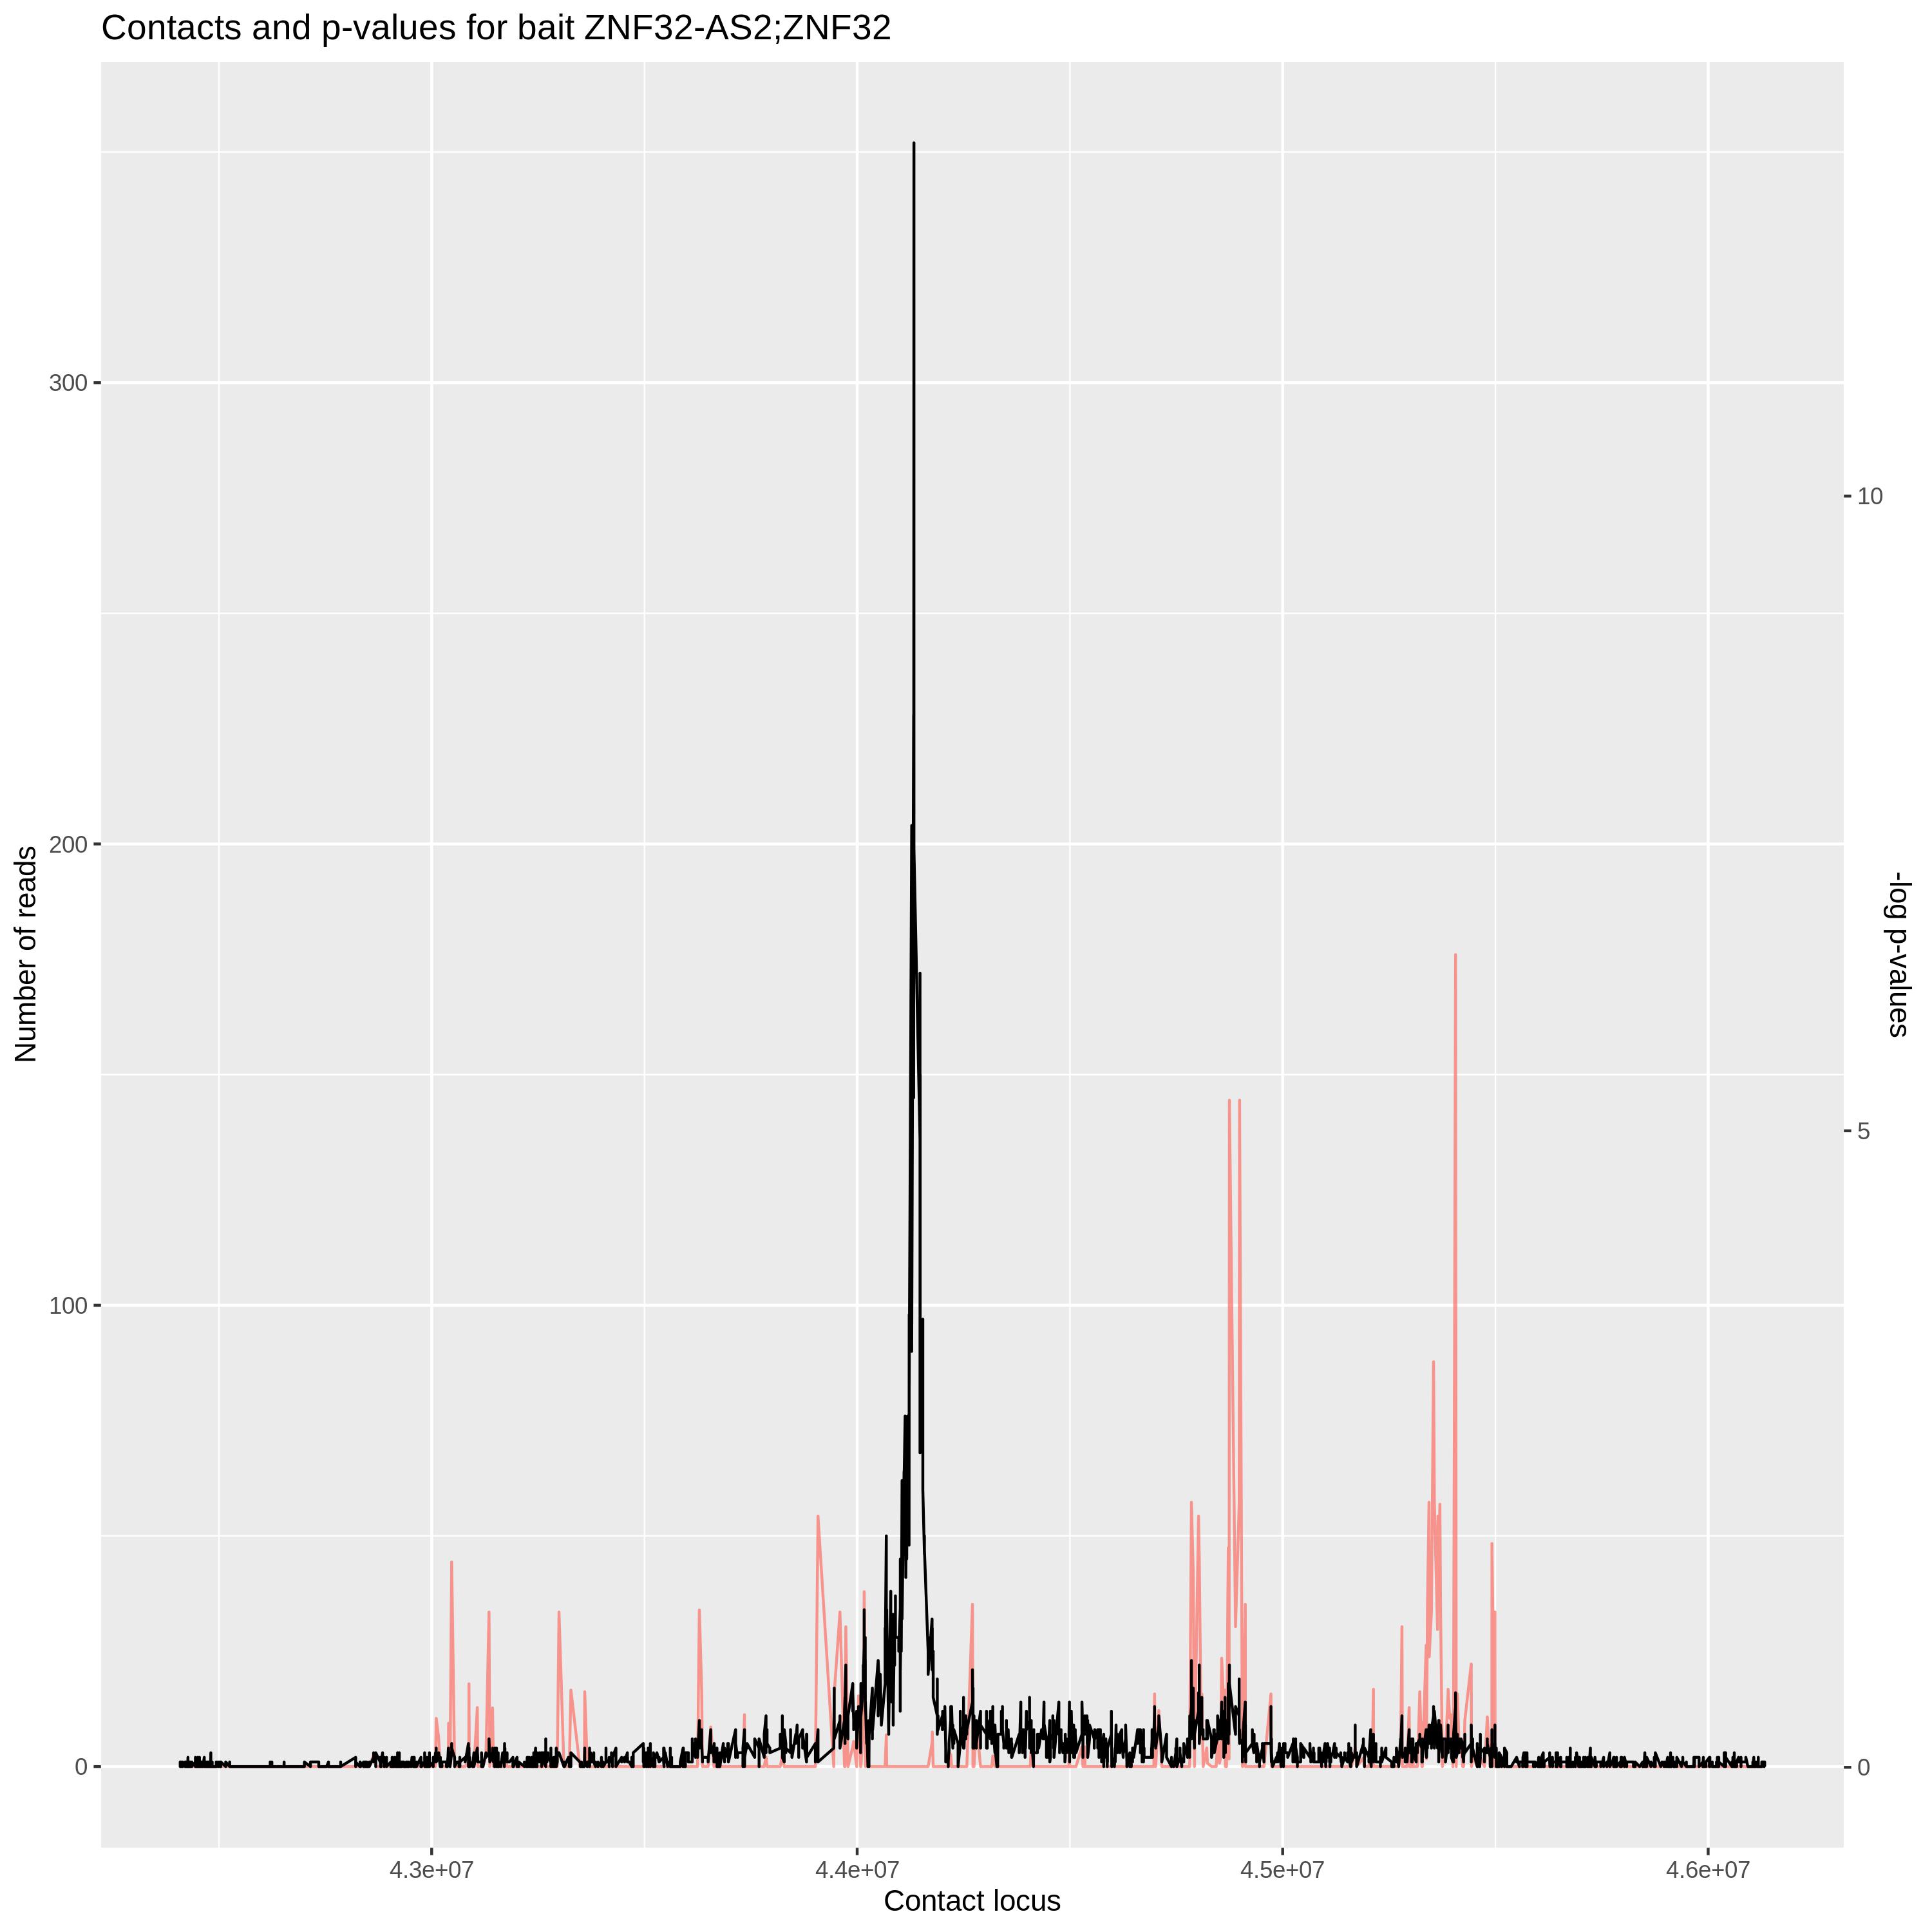 Contacts and p-values for bait ZNF32-AS2;ZNF32
300
200
100
0
Number of reads
10
5
0
-log p-values
4.3e+07
4.4e+07
4.5e+07
4.6e+07
Contact locus